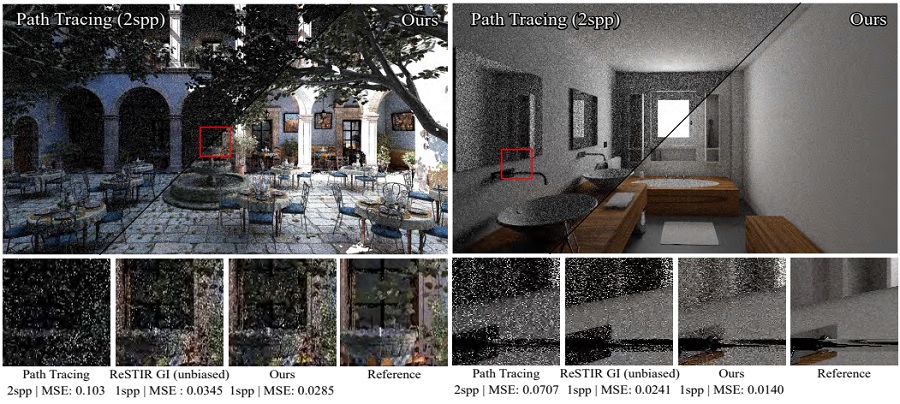 Path Tracing (2spp)
Ours
Path Tracing (2spp)
Ours
Path Tracing
2spp | MSE: 0.103
ReSTIR GI (unbiased)
1spp | MSE : 0.0345
Ours
1spp | MSE: 0.0285
Reference
Path Tracing
2spp | MSE: 0.0707
ReSTIR GI (unbiased)
1spp | MSE: 0.0241
Ours
1spp | MSE: 0.0140
Reference